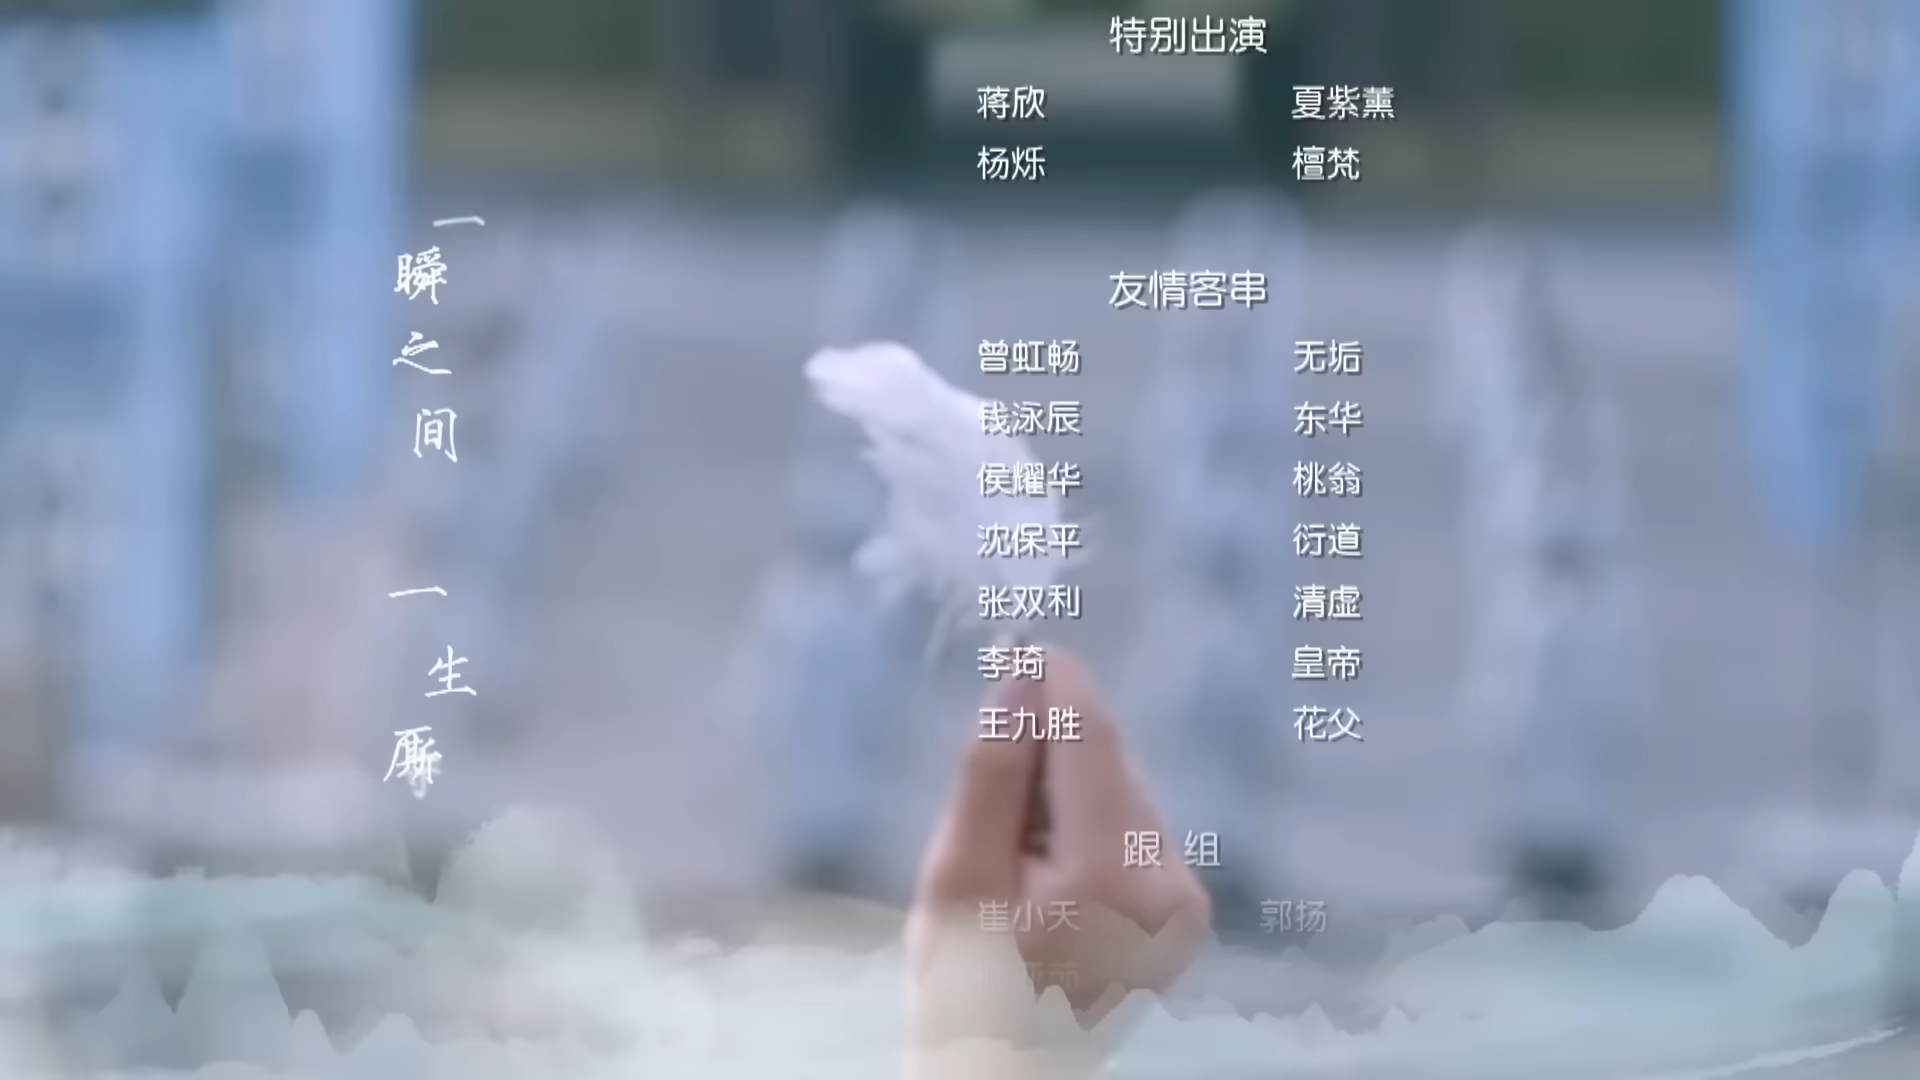 一瞬之间
一生厮
特别出演
蒋欣 夏紫薰
杨烁 檀梵
友情客串
曾虹畅 无垢
钱泳辰 东华
侯耀华 桃翁
沈保平 衍道
张双利 清虚
李琦 皇帝
王九胜 花父
跟 组
崔小天 郭扬